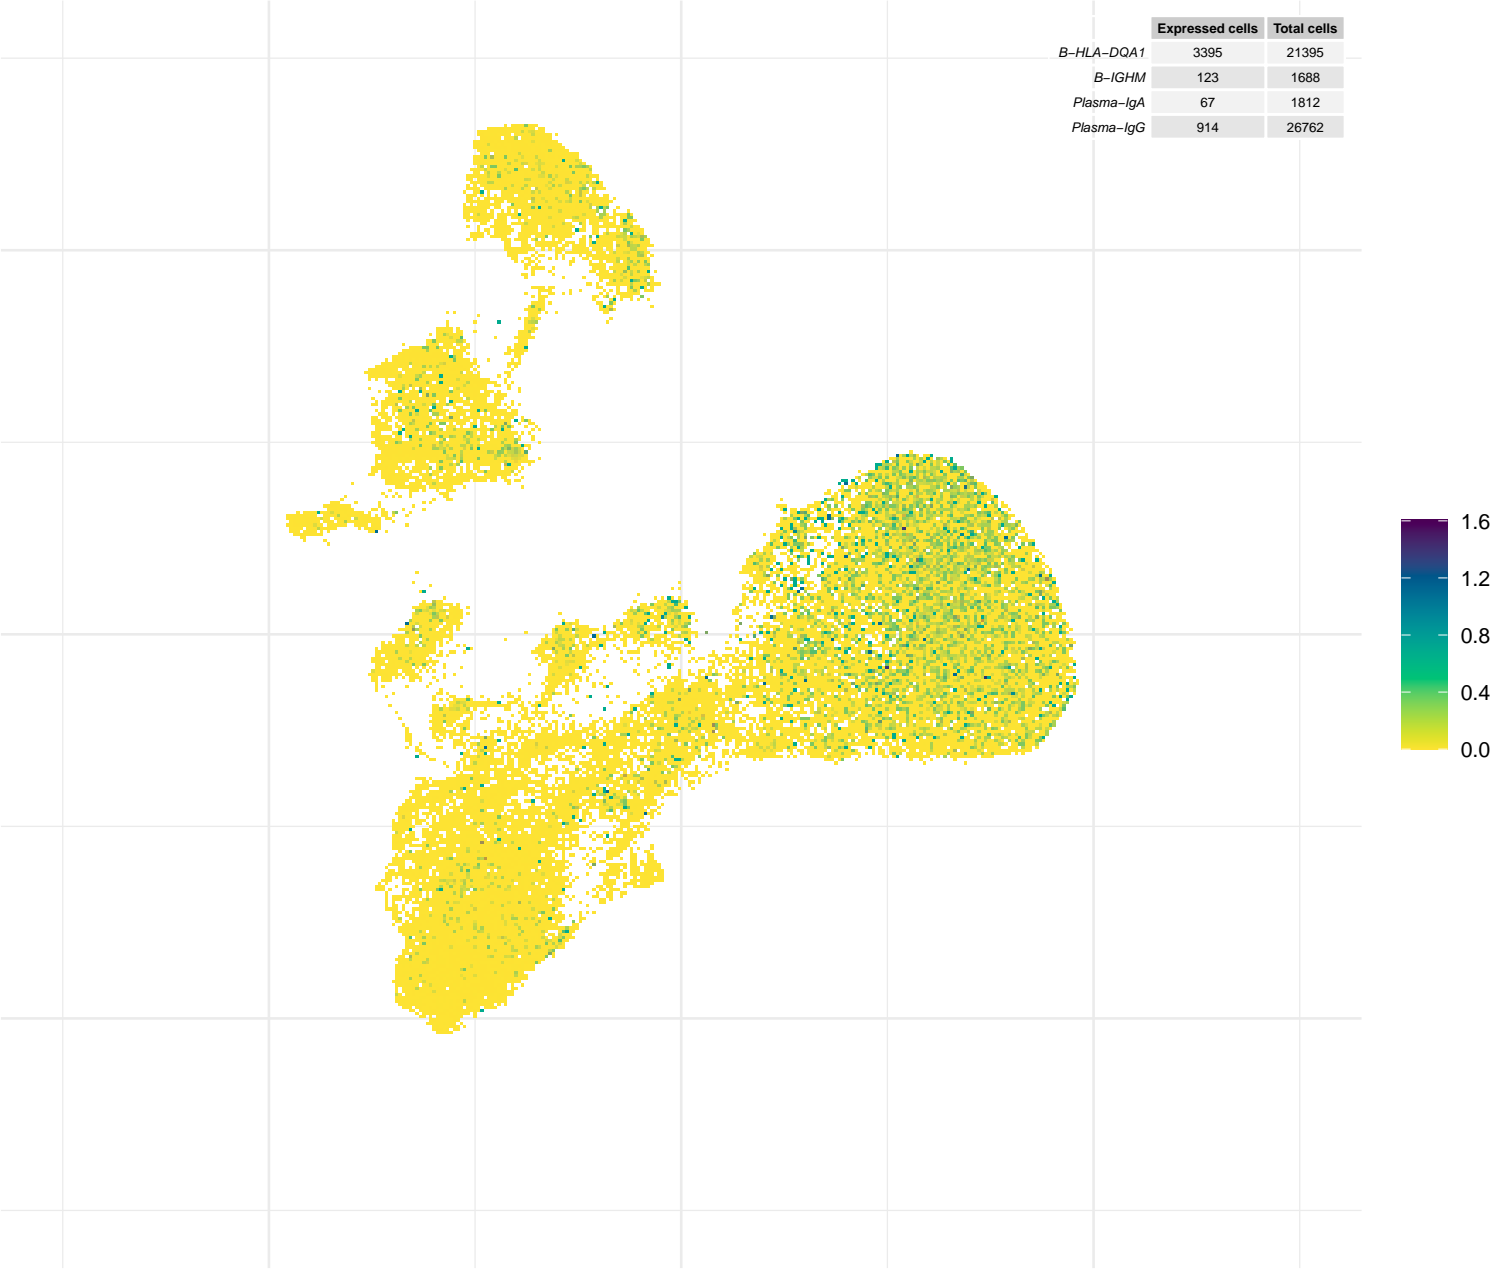 Expressed cells Total cells
B−HLA−DQA1 3395 21395
B−IGHM 123 1688
Plasma−IgA 67 1812
Plasma−IgG 914 26762
1.6
1.2
0.8
0.4
0.0